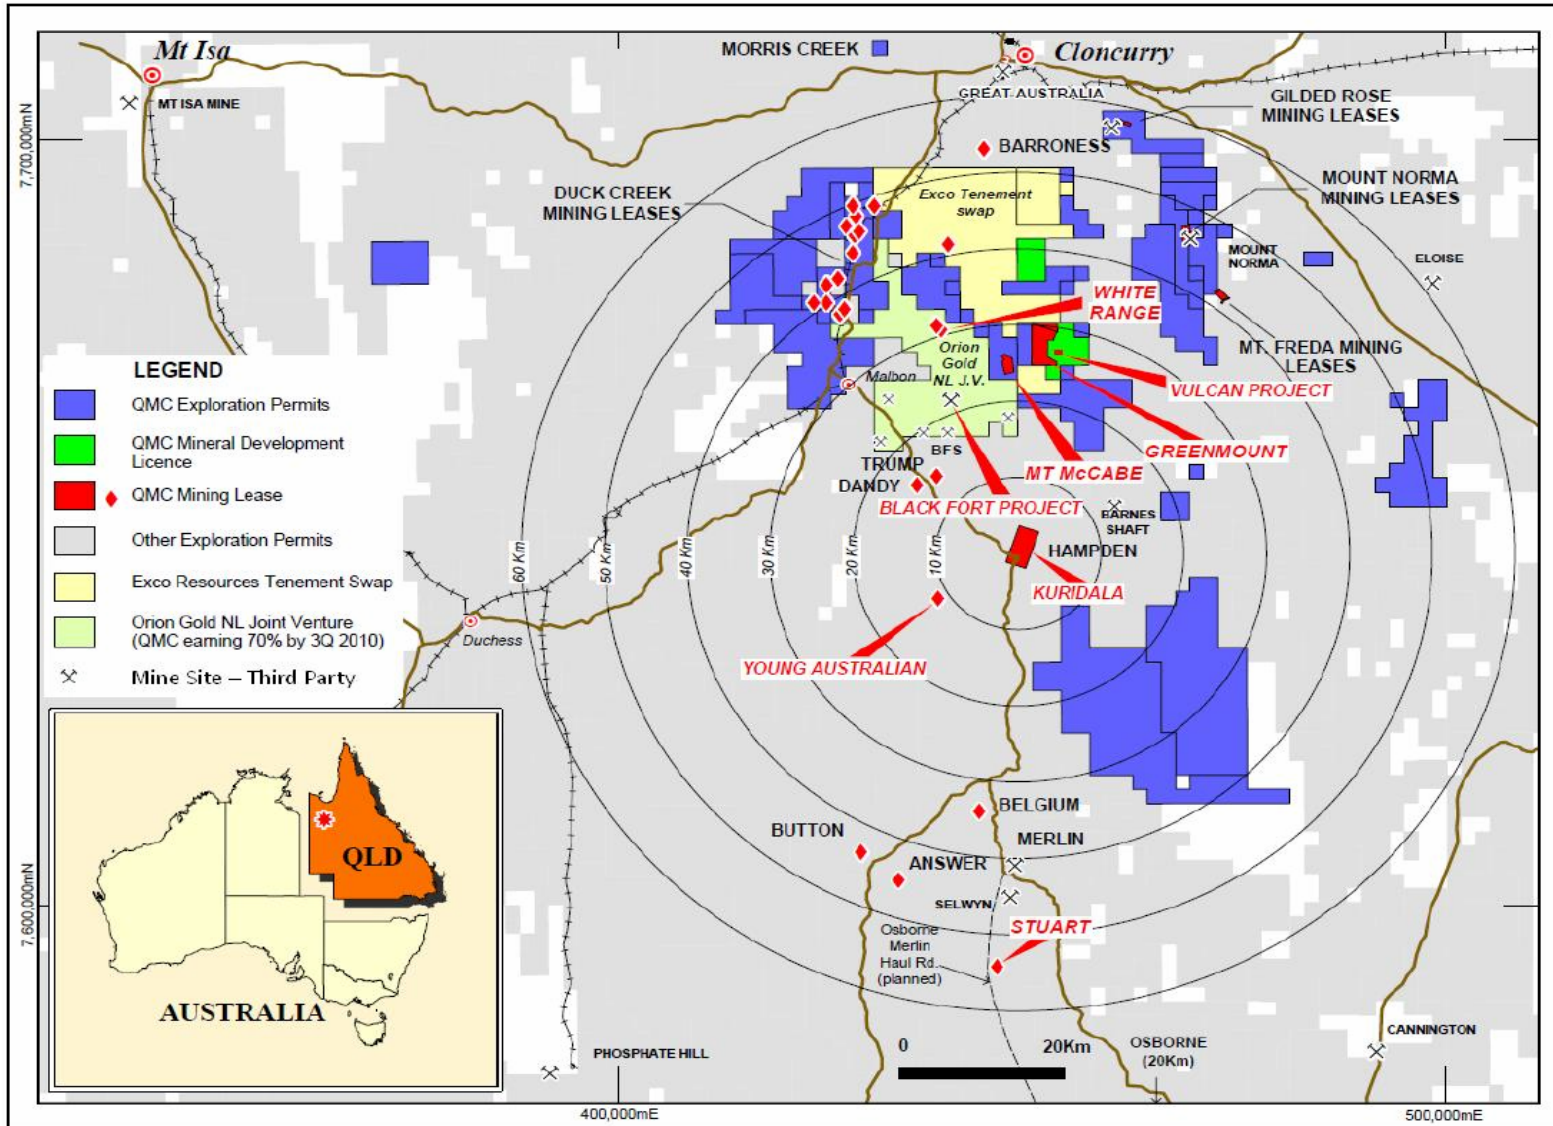 Mt Isa
MT ISA MINE
MORRIS CREEK
Cloncurry
GREAT AUSTRALIA
GILDED ROSE
MINING LEASES
BARRONESS
7,700,000mN
DUCK CREEK
MINING LEASES
Exco Tenement
swap
MOUNT NORMA
MINING LEASES
MOUNT
NORMA
ELOISE
WHITE
RANGE
Orion
Gold
NL J.V.
MT. FREDA MINING
LEASES
Malbon
VULCAN PROJECT
GREENMOUNT
BFS
MT McCABE
TRUMP
DANDY
BLACK FORT PROJECT
BARNES
SHAFT
HAMPDEN
60 Km
50 Km
40 Km
30 Km
20 Km
10 Km
KURIDALA
Duchess
YOUNG AUSTRALIAN
LEGEND
QMC Exploration Permits
QMC Mineral Development
Licence
QMC Mining Lease
Other Exploration Permits
Exco Resources Tenement Swap
Orion Gold NL Joint Venture
(QMC earning 70% by 3Q 2010)
Mine Site – Third Party
BELGIUM
BUTTON
MERLIN
ANSWER
SELWYN
7,600,000mN
STUART
Osborne
Merlin
Haul Rd.
(planned)
QLD
AUSTRALIA
PHOSPHATE HILL
0
20Km
OSBORNE
(20Km)
CANNINGTON
400,000mE
500,000mE